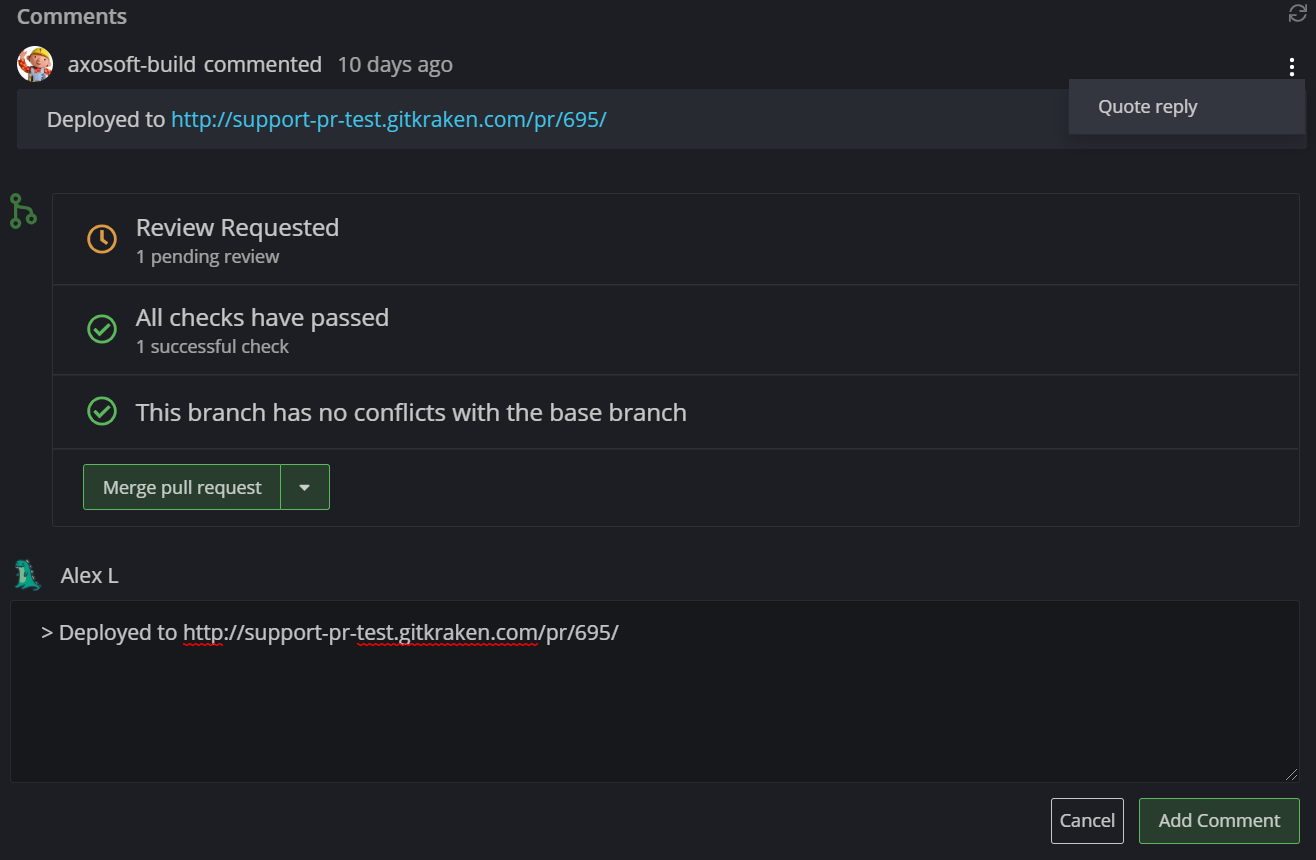 Comments
axosoft-build commented 10 days ago
Quote reply
Deployed to http://support-pr-test.gitkraken.com/pr/695/
Review Requested
1 pending review
All checks have passed
1 successful check
This branch has no conflicts with the base branch
Merge pull request
Alex L
> Deployed to http://support-pr-test.gitkraken.com/pr/695/
Cancel
Add Comment